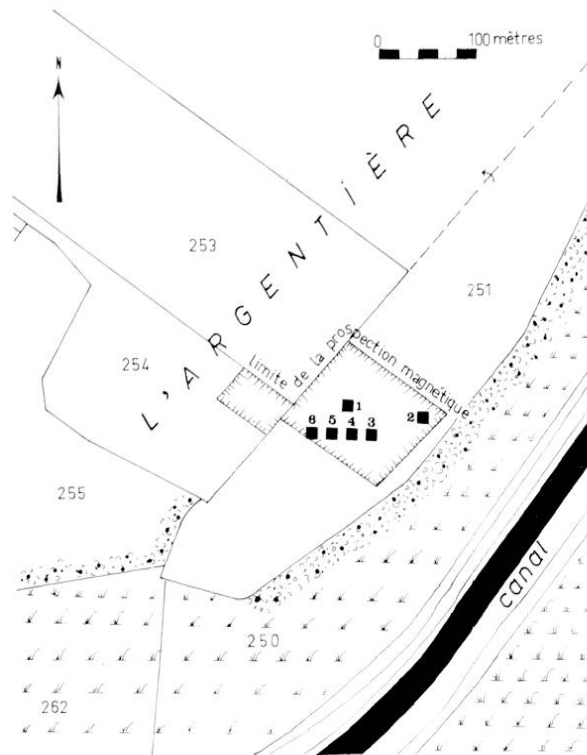 0 100 mètres
N
L'ARGENTIÈRE
253
251
254
limite de la prospection magnétique
1
2
6 5 4 3
255
canal
250
262